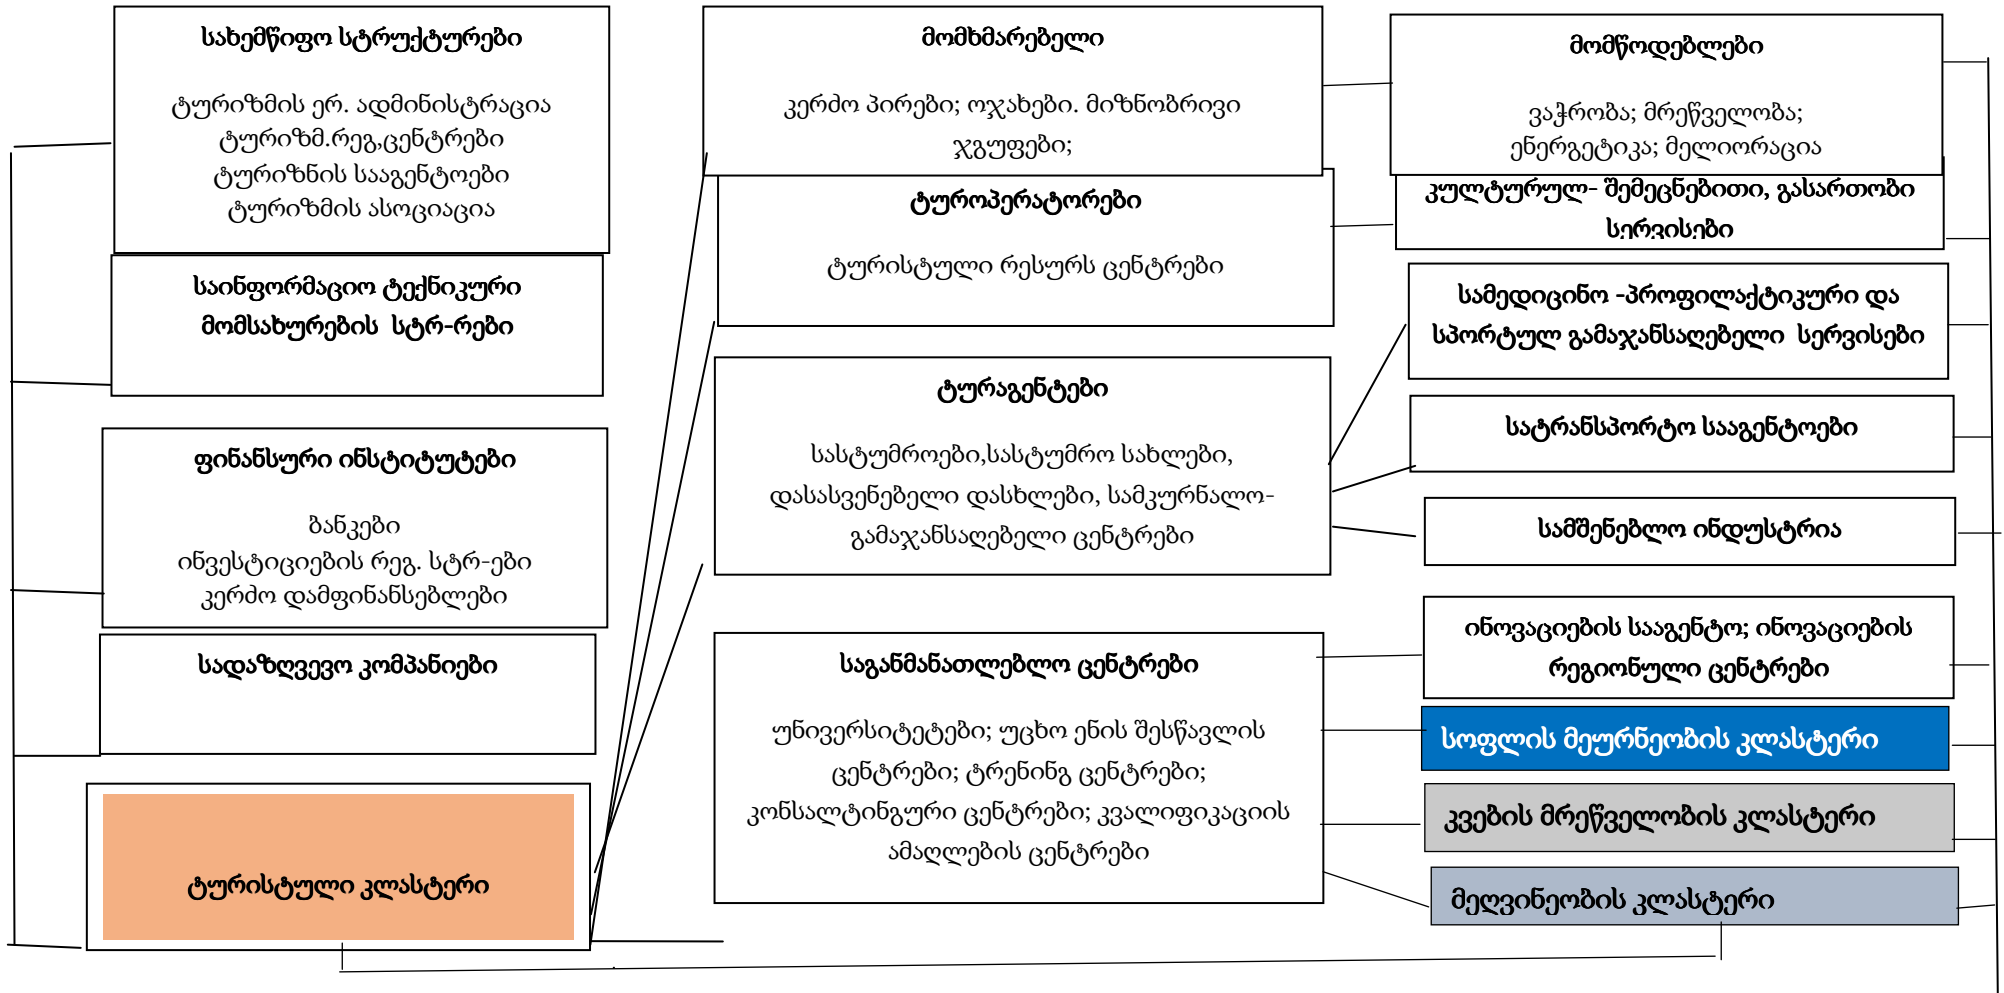 სახემწიფო სტრუქტურები
ტურიზმის ერ. ადმინისტრაცია
ტურიზმ.რეგ,ცენტრები
ტურიზნის სააგენტოები
ტურიზმის ასოციაცია
საინფორმაციო ტექნიკური
მომსახურების სტრ-რები
ფინანსური ინსტიტუტები
ბანკები
ინვესტიციების რეგ. სტრ-ები
კერძო დამფინანსებლები
სადაზღვევო კომპანიები
ტურისტული კლასტერი
მომხმარებელი
კერძო პირები; ოჯახები. მიზნობრივი
ჯგუფები;
ტუროპერატორები
ტურისტული რესურს ცენტრები
ტურაგენტები
სასტუმროები,სასტუმრო სახლები,
დასასვენებელი დასხლები, სამკურნალო-
გამაჯანსაღებელი ცენტრები
საგანმანათლებლო ცენტრები
უნივერსიტეტები; უცხო ენის შესწავლის
ცენტრები; ტრენინგ ცენტრები;
კონსალტინგური ცენტრები; კვალიფიკაციის
ამაღლების ცენტრები
მომწოდებლები
ვაჭრობა; მრეწველობა;
ენერგეტიკა; მელიორაცია
კულტურულ- შემეცნებითი, გასართობი
სერვისები
სამედიცინო -პროფილაქტიკური და
სპორტულ გამაჯანსაღებელი სერვისები
სატრანსპორტო სააგენტოები
სამშენებლო ინდუსტრია
ინოვაციების სააგენტო; ინოვაციების
რეგიონული ცენტრები
სოფლის მეურნეობის კლასტერი
კვების მრეწველობის კლასტერი
მეღვინეობის კლასტერი